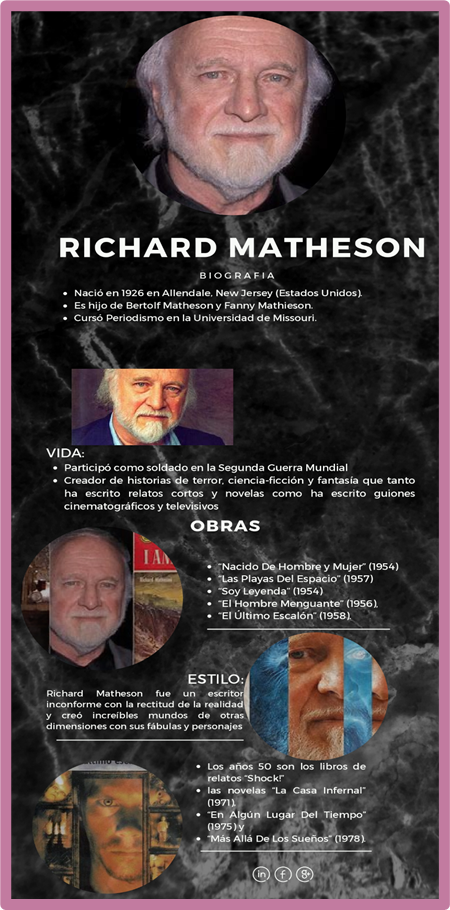 RICHARD MATHESON
BIOGRAFIA
Nació en 1926 en Allendale, New Jersey (Estados Unidos).
Es hijo de Bertolf Matheson y Fanny Mathieson.
Cursó Periodismo en la Universidad de Missouri.
VIDA:
Participó como soldado en la Segunda Guerra Mundial
Creador de historias de terror, ciencia-ficción y fantasía que tanto
ha escrito relatos cortos y novelas como ha escrito guiones
cinematográficos y televisivos
OBRAS
I AM
Richard Matheson
"Nacido De Hombre y Mujer" (1954)
"Las Playas Del Espacio" (1957)
"Soy Leyenda" (1954)
"El Hombre Menguante" (1956),
"El Último Escalón" (1958).
ESTILO:
Richard Matheson fue un escritor
inconforme con la rectitud de la realidad
y creó increíbles mundos de otras
dimensiones con sus fábulas y personajes
Los años 50 son los libros de
relatos "Shock!"
las novelas "La Casa Infernal"
(1971),
"En Algún Lugar Del Tiempo"
(1975) y
"Más Allá De Los Sueños" (1978).
in f g+